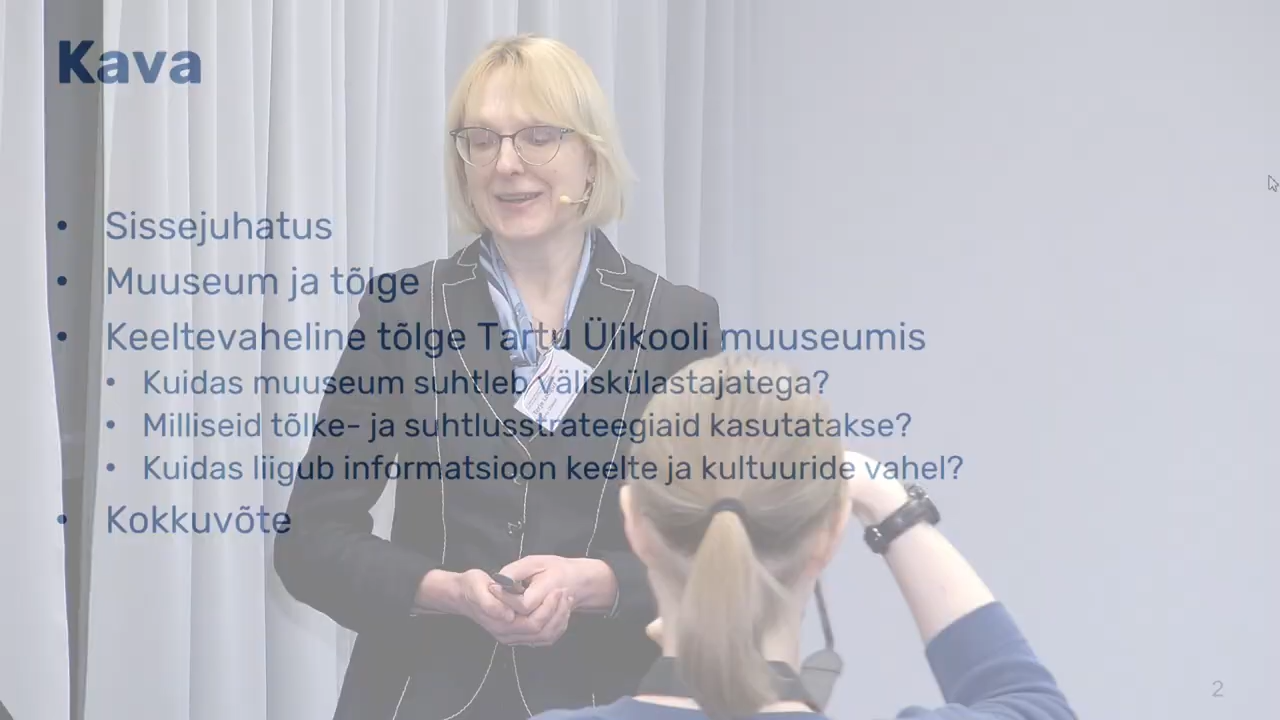 Kava
• Sissejuhatus
• Muuseum ja tõlge
• Keeltevaheline tõlge Tartu Ülikooli muuseumis
• Kuidas muuseum suhtleb väliskülastajatega?
• Milliseid tõlke- ja suhtlusstrateegiaid kasutatakse?
• Kuidas liigub informatsioon keelte ja kultuuride vahel?
• Kokkuvõte
2